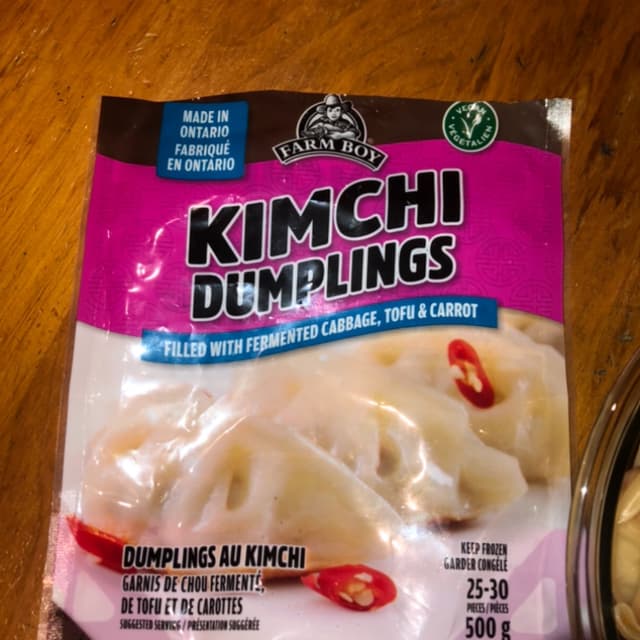 MADE IN
ONTARIO
FABRIQUÉ
EN ONTARIO
FARM BOY
VEGAN
VÉGÉTALIEN
KIMCHI
DUMPLINGS
FILLED WITH FERMENTED CABBAGE, TOFU & CARROT
DUMPLINGS AU KIMCHI
GARNIS DE CHOU FERMENTÉ,
DE TOFU ET DE CAROTTES
SUGGESTED SERVING / PRÉSENTATION SUGGÉRÉE
KEEP FROZEN
GARDER CONGELÉ
25-30
PIECES / PIÈCES
500 g